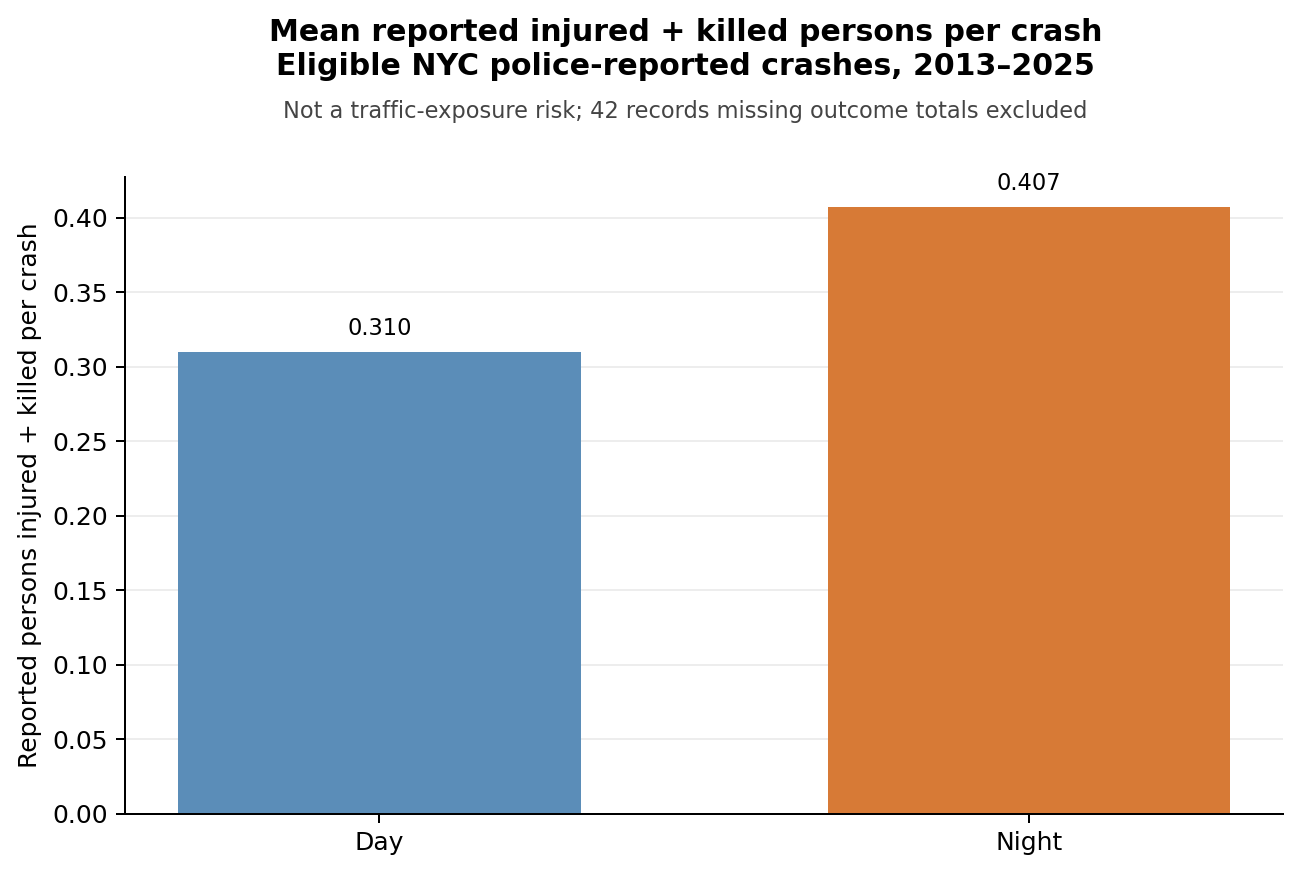 Mean reported injured + killed persons per crash
Eligible NYC police-reported crashes, 2013–2025
Not a traffic-exposure risk; 42 records missing outcome totals excluded
Reported persons injured + killed per crash
0.40
0.35
0.30
0.25
0.20
0.15
0.10
0.05
0.00
0.310
0.407
Day
Night